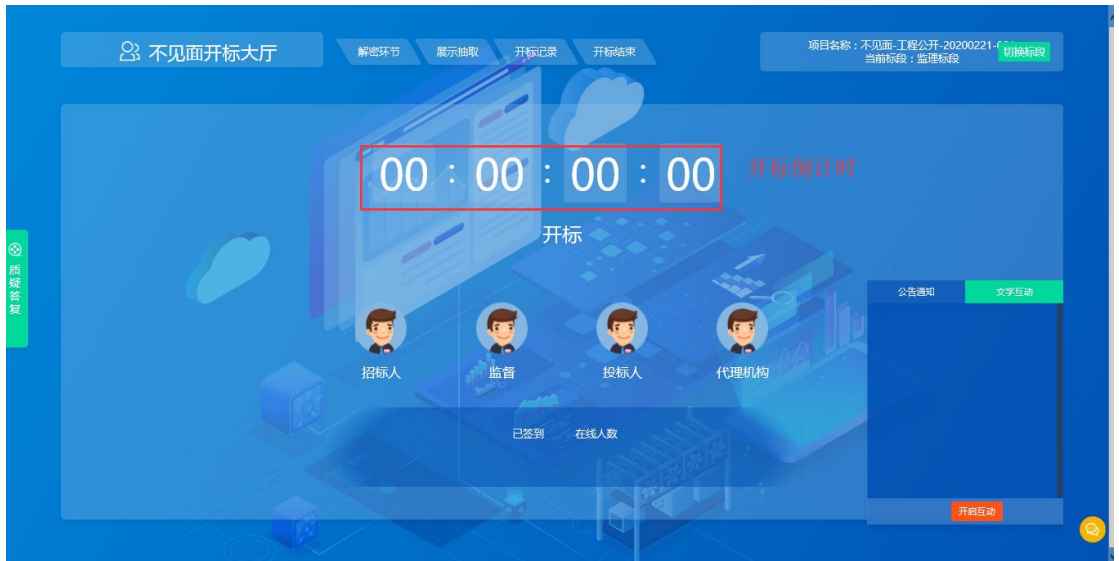 不见面开标大厅
解密环节
展示抽取
开标记录
开标结束
项目名称：不见面-工程公开-20200221-
当前标段：监理标段
切换标段
00 : 00 : 00 : 00
开标倒计时
开标
质疑答复
公告通知
文字互动
招标人
监督
投标人
代理机构
已签到
在线人数
开启互动